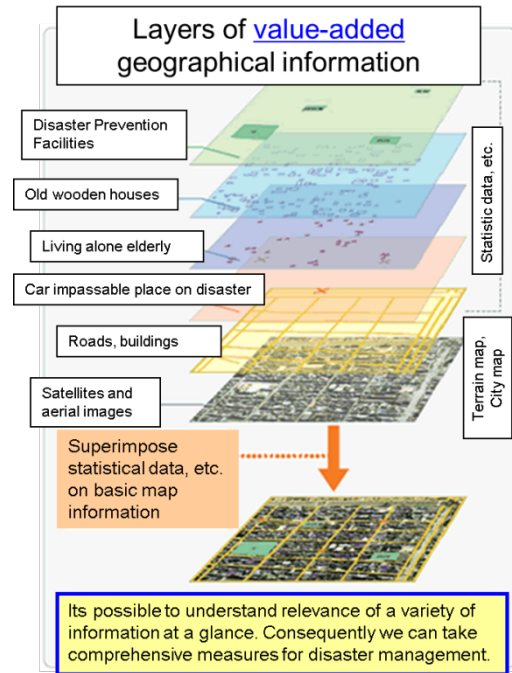 Layers of value-added
geographical information
Disaster Prevention
Facilities
Old wooden houses
Living alone elderly
Car impassable place on disaster
Roads, buildings
Satellites and
aerial images
Statistic data, etc.
Terrain map,
City map
Superimpose
statistical data, etc.
on basic map
information
Its possible to understand relevance of a variety of
information at a glance. Consequently we can take
comprehensive measures for disaster management.